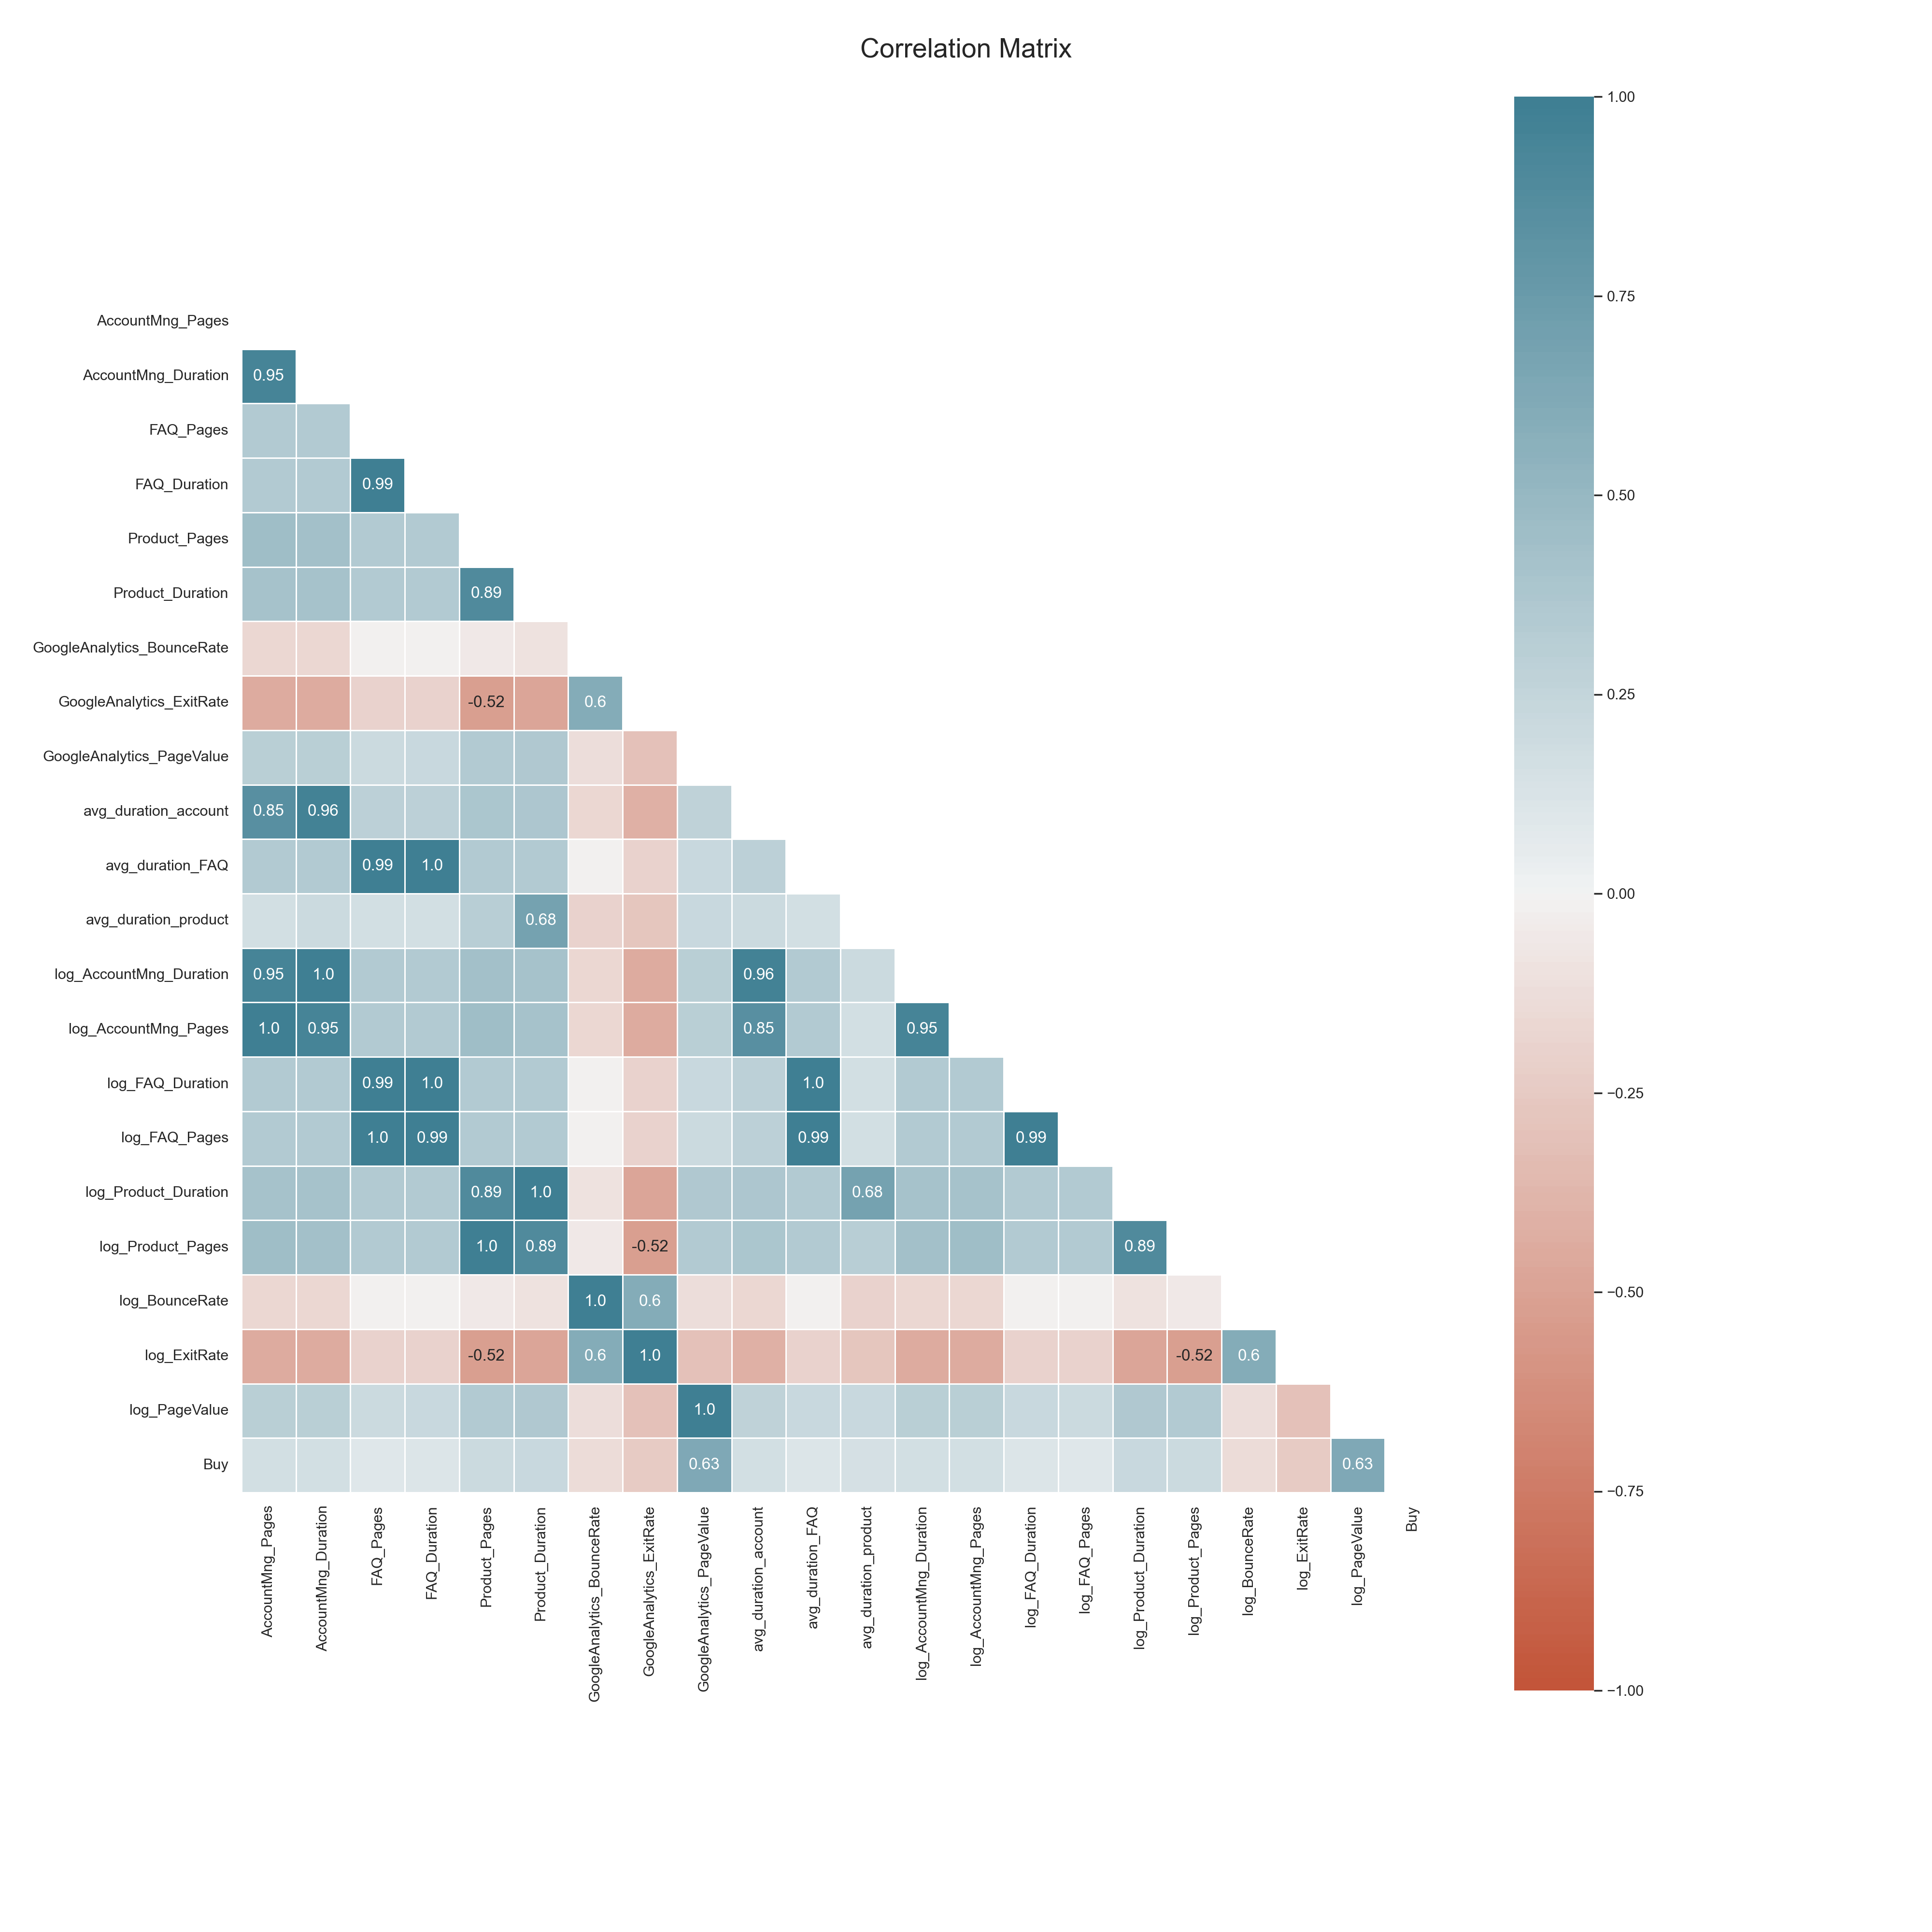 Correlation Matrix
1.00
0.75
0.50
0.25
0.00
−0.25
−0.50
−0.75
−1.00
AccountMng_Pages
AccountMng_Duration 0.95
FAQ_Pages
FAQ_Duration 0.99
Product_Pages
Product_Duration 0.89
GoogleAnalytics_BounceRate
GoogleAnalytics_ExitRate -0.52 0.6
GoogleAnalytics_PageValue
avg_duration_account 0.85 0.96
avg_duration_FAQ 0.99 1.0
avg_duration_product 0.68
log_AccountMng_Duration 0.95 1.0 0.96
log_AccountMng_Pages 1.0 0.95 0.85 0.95
log_FAQ_Duration 0.99 1.0 1.0
log_FAQ_Pages 1.0 0.99 0.99 0.99
log_Product_Duration 0.89 1.0 0.68
log_Product_Pages 1.0 0.89 -0.52 0.89
log_BounceRate 1.0 0.6
log_ExitRate -0.52 0.6 1.0 -0.52 0.6
log_PageValue 1.0
Buy 0.63 0.63
AccountMng_Pages
AccountMng_Duration
FAQ_Pages
FAQ_Duration
Product_Pages
Product_Duration
GoogleAnalytics_BounceRate
GoogleAnalytics_ExitRate
GoogleAnalytics_PageValue
avg_duration_account
avg_duration_FAQ
avg_duration_product
log_AccountMng_Duration
log_AccountMng_Pages
log_FAQ_Duration
log_FAQ_Pages
log_Product_Duration
log_Product_Pages
log_BounceRate
log_ExitRate
log_PageValue
Buy